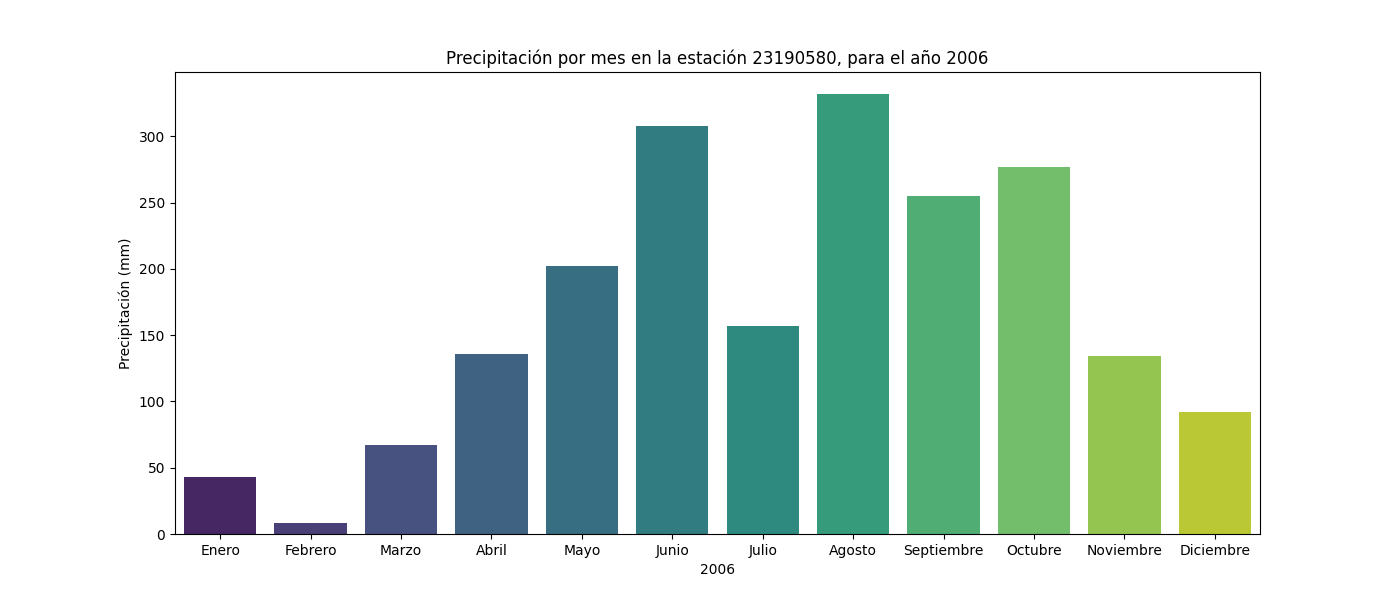 Precipitación por mes en la estación 23190580, para el año 2006
Precipitación (mm)
300
250
200
150
100
50
0
Enero Febrero Marzo Abril Mayo Junio Julio Agosto Septiembre Octubre Noviembre Diciembre
2006